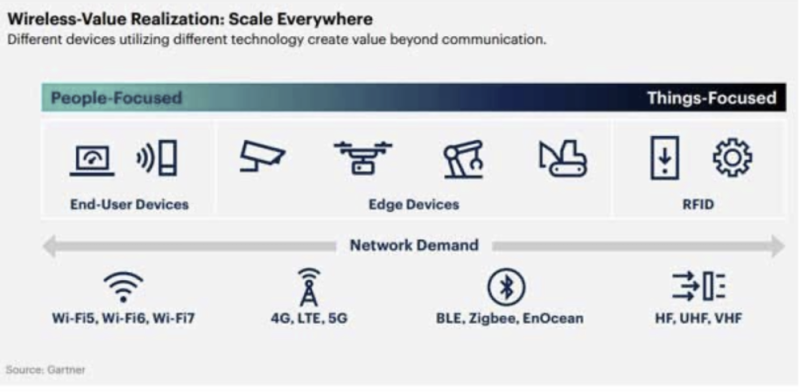 Wireless-Value Realization: Scale Everywhere
Different devices utilizing different technology create value beyond communication.
People-Focused
Things-Focused
End-User Devices
Edge Devices
RFID
Network Demand
Wi-Fi5, Wi-Fi6, Wi-Fi7
4G, LTE, 5G
BLE, Zigbee, EnOcean
HF, UHF, VHF
Source: Gartner